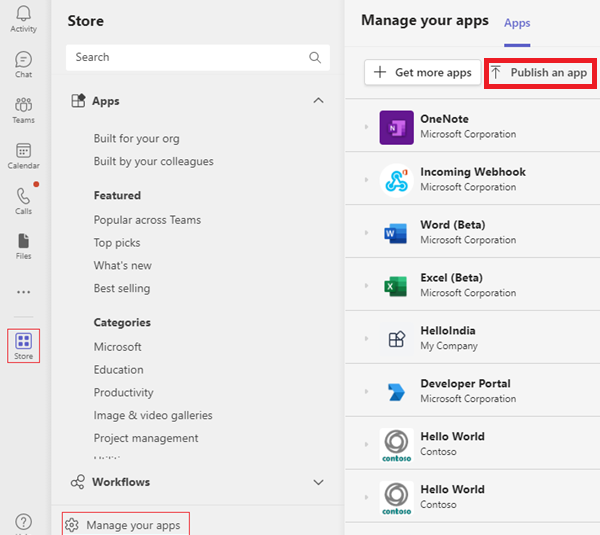 Activity
Chat
Teams
Calendar
Calls
Files
Store
Store
Search
Apps
Built for your org
Built by your colleagues
Featured
Popular across Teams
Top picks
What's new
Best selling
Categories
Microsoft
Education
Productivity
Image & video galleries
Project management
Workflows
Manage your apps
Manage your apps Apps
Get more apps Publish an app
OneNote
Microsoft Corporation
Incoming Webhook
Microsoft Corporation
Word (Beta)
Microsoft Corporation
Excel (Beta)
Microsoft Corporation
HelloIndia
My Company
Developer Portal
Microsoft Corporation
contoso
Hello World
Contoso
contoso
Hello World
Contoso